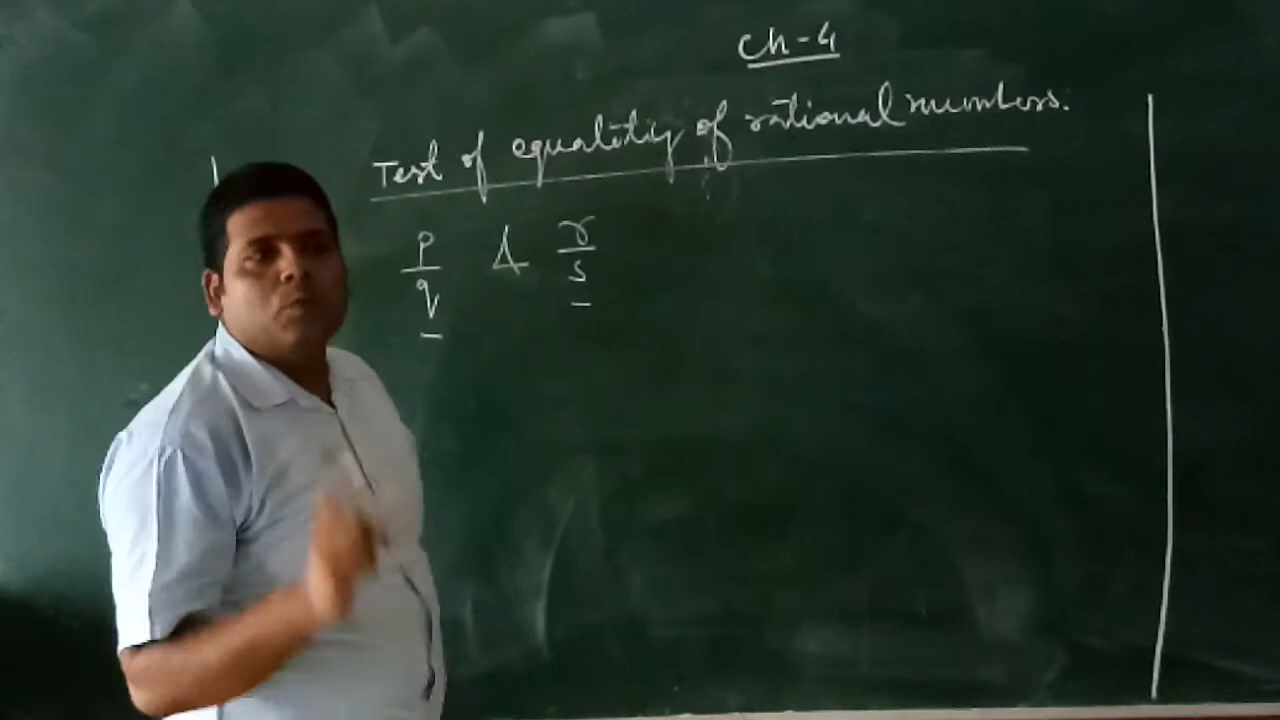 Ch-4
Test of equality of rational numbers.
p/q & r/s